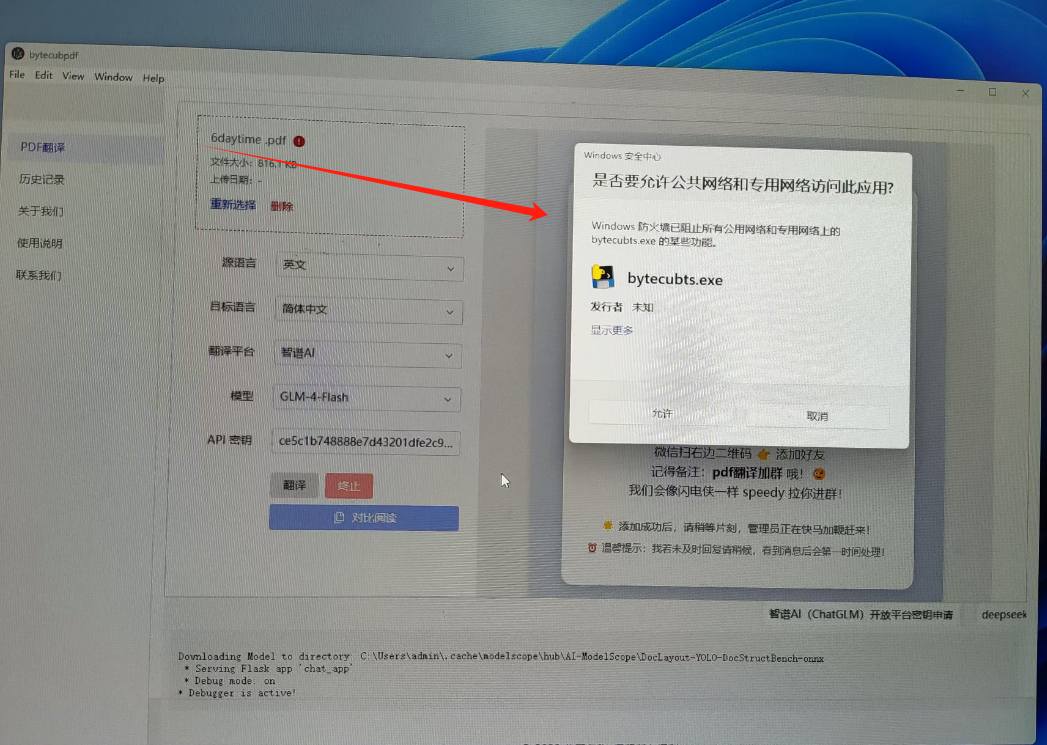 bytecubpdf
File Edit View Window Help
PDF翻译
历史记录
关于我们
使用说明
联系我们
6daytime .pdf
文件大小: 816.1 KB
上传日期: -
重新选择 删除
源语言 英文
目标语言 简体中文
翻译平台 智谱AI
模型 GLM-4-Flash
API 密钥 ce5c1b748888e7d43201dfe2c9...
翻译 终止
对比阅读
Windows 安全中心
是否要允许公共网络和专用网络访问此应用?
Windows 防火墙已阻止所有公用网络和专用网络上的
bytecubts.exe 的某些功能。
bytecubts.exe
发行者 未知
显示更多
允许 取消
微信扫右边二维码 👉 添加好友
记得备注: pdf翻译加群 哦!
我们会像闪电侠一样 speedy 拉你进群!
添加成功后, 请稍等片刻, 管理员正在快马加鞭赶来!
温馨提示: 我若未及时回复请稍候, 看到消息后会第一时间处理!
智谱AI (ChatGLM) 开放平台密钥申请 deepseek
Downloading Model to directory: C:\Users\admin\.cache\modelscope\hub\AI-ModelScope\DocLayout-YOLO-DocStructBench-onnx
* Serving Flask app 'chat_app'
* Debug mode: on
* Debugger is active!